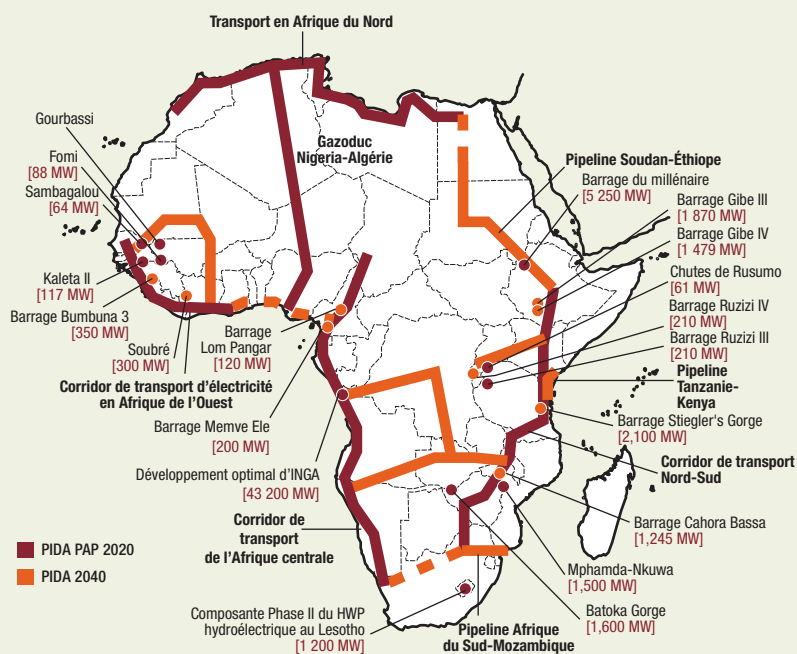 Transport en Afrique du Nord
Gourbassi
Fomi
[88 MW]
Sambagalou
[64 MW]
Kaleta II
[117 MW]
Barrage Bumbuna 3
[350 MW]
Soubré
[300 MW]
Corridor de transport d'électricité
en Afrique de l'Ouest
Gazoduc
Nigeria-Algérie
Barrage
Lom Pangar
[120 MW]
Barrage Memve Ele
[200 MW]
Développement optimal d'INGA
[43 200 MW]
Corridor de
transport
de l'Afrique centrale
Pipeline Soudan-Éthiope
Barrage du millénaire
[5 250 MW]
Barrage Gibe III
[1 870 MW]
Barrage Gibe IV
[1 479 MW]
Chutes de Rusumo
[61 MW]
Barrage Ruzizi IV
[210 MW]
Barrage Ruzizi III
[210 MW]
Pipeline
Tanzanie-
Kenya
Barrage Stiegler's Gorge
[2,100 MW]
Corridor de transport
Nord-Sud
Barrage Cahora Bassa
[1,245 MW]
Mphamda-Nkuwa
[1,500 MW]
Batoka Gorge
[1,600 MW]
Pipeline Afrique
du Sud-Mozambique
Composante Phase II du HWP
hydroélectrique au Lesotho
[1 200 MW]
PIDA PAP 2020
PIDA 2040